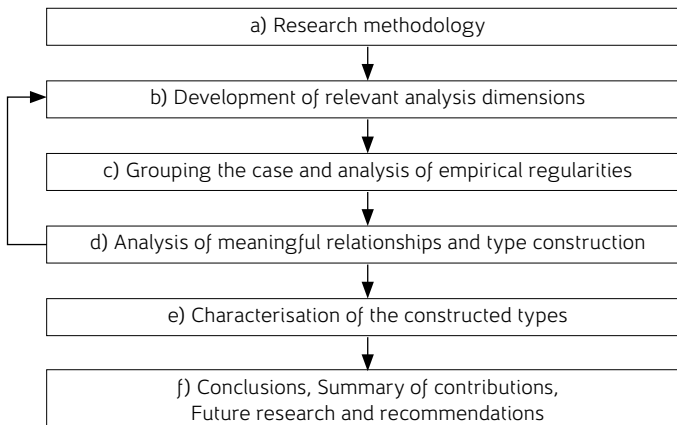 a) Research methodology
b) Development of relevant analysis dimensions
c) Grouping the case and analysis of empirical regularities
d) Analysis of meaningful relationships and type construction
e) Characterisation of the constructed types
f) Conclusions, Summary of contributions,
Future research and recommendations